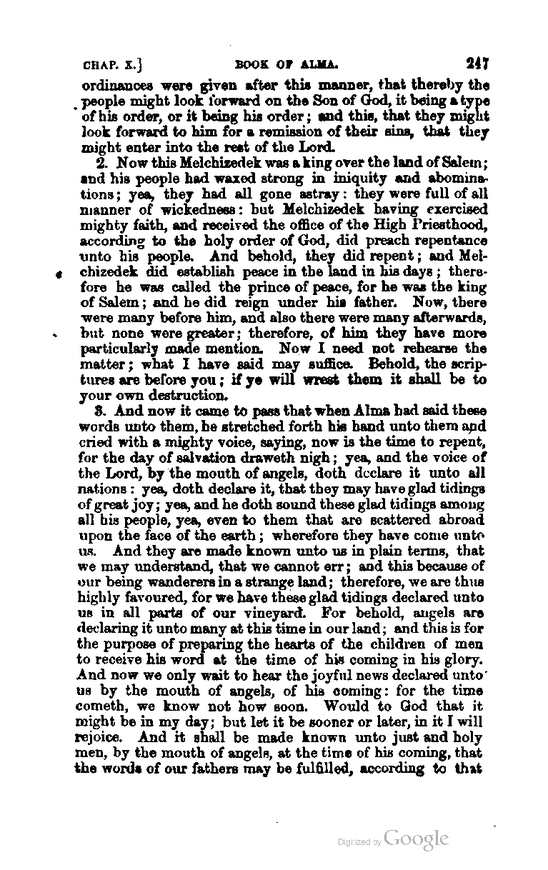 CHAP. X.] BOOK OF ALMA. 247
ordinances were given after this manner, that thereby the
people might look forward on the Son of God, it being a type
of his order, or it being his order; and this, that they might
look forward to him for a remission of their sins, that they
might enter into the rest of the Lord.
2. Now this Melchizedek was a king over the land of Salem;
and his people had waxed strong in iniquity and abomina-
tions; yea, they had all gone astray: they were full of all
manner of wickedness: but Melchizedek having exercised
mighty faith, and received the office of the High Priesthood,
according to the holy order of God, did preach repentance
unto his people. And behold, they did repent; and Mel-
chizedek did establish peace in the land in his days; there-
fore he was called the prince of peace, for he was the king
of Salem; and he did reign under his father. Now, there
were many before him, and also there were many afterwards,
but none were greater; therefore, of him they have more
particularly made mention. Now I need not rehearse the
matter; what I have said may suffice. Behold, the scrip-
tures are before you; if ye will wrest them it shall be to
your own destruction.
3. And now it came to pass that when Alma had said these
words unto them, he stretched forth his hand unto them and
cried with a mighty voice, saying, now is the time to repent,
for the day of salvation draweth nigh; yea, and the voice of
the Lord, by the mouth of angels, doth declare it unto all
nations: yea, doth declare it, that they may have glad tidings
of great joy; yea, and he doth sound these glad tidings among
all his people, yea, even to them that are scattered abroad
upon the face of the earth; wherefore they have come unto
us. And they are made known unto us in plain terms, that
we may understand, that we cannot err; and this because of
our being wanderers in a strange land; therefore, we are thus
highly favoured, for we have these glad tidings declared unto
us in all parts of our vineyard. For behold, angels are
declaring it unto many at this time in our land; and this is for
the purpose of preparing the hearts of the children of men
to receive his word at the time of his coming in his glory.
And now we only wait to hear the joyful news declared unto
us by the mouth of angels, of his coming: for the time
cometh, we know not how soon. Would to God that it
might be in my day; but let it be sooner or later, in it I will
rejoice. And it shall be made known unto just and holy
men, by the mouth of angels, at the time of his coming, that
the words of our fathers may be fulfilled, according to that
Digitized by Google